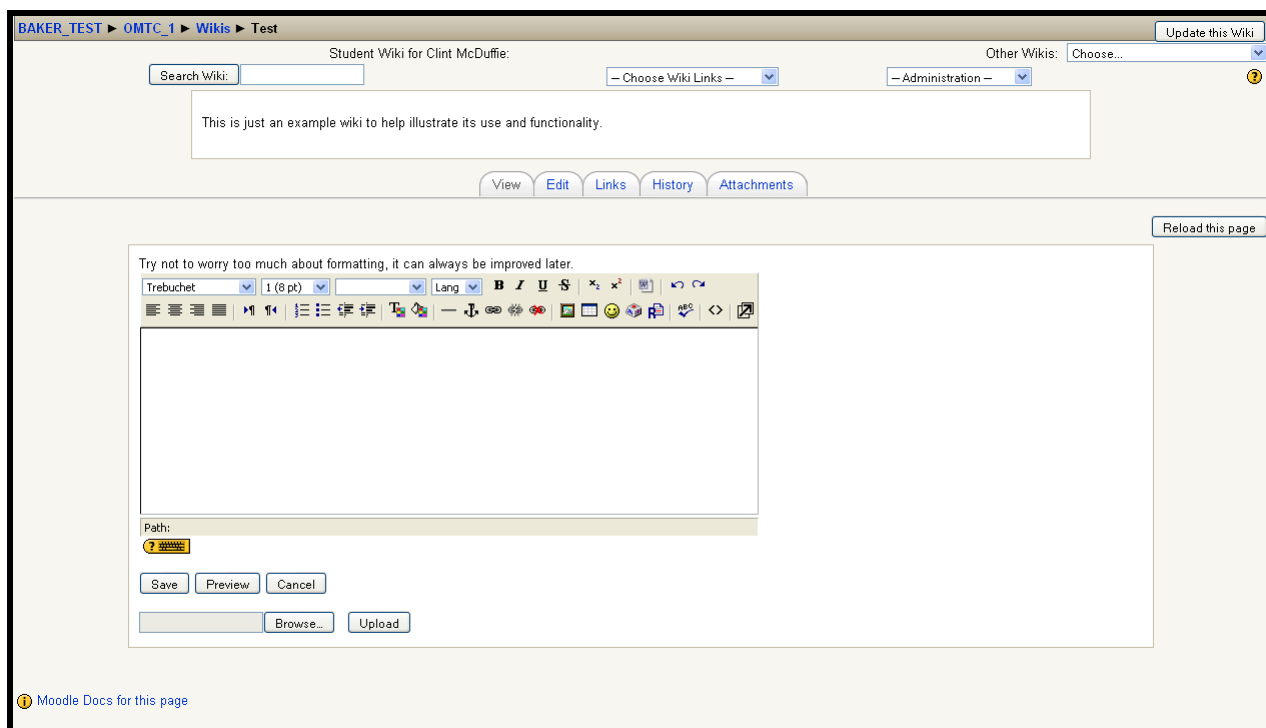 BAKER_TEST ► OMTC_1 ► Wikis ► Test
Update this Wiki
Student Wiki for Clint McDuffie:
Other Wikis: Choose...
Search Wiki:
-- Choose Wiki Links --
-- Administration --
?
This is just an example wiki to help illustrate its use and functionality.
View Edit Links History Attachments
Reload this page
Try not to worry too much about formatting, it can always be improved later.
Trebuchet 1 (8 pt) Lang B I U S x₂ x²
ABC <>
Path:
?
Save Preview Cancel
Browse... Upload
i Moodle Docs for this page